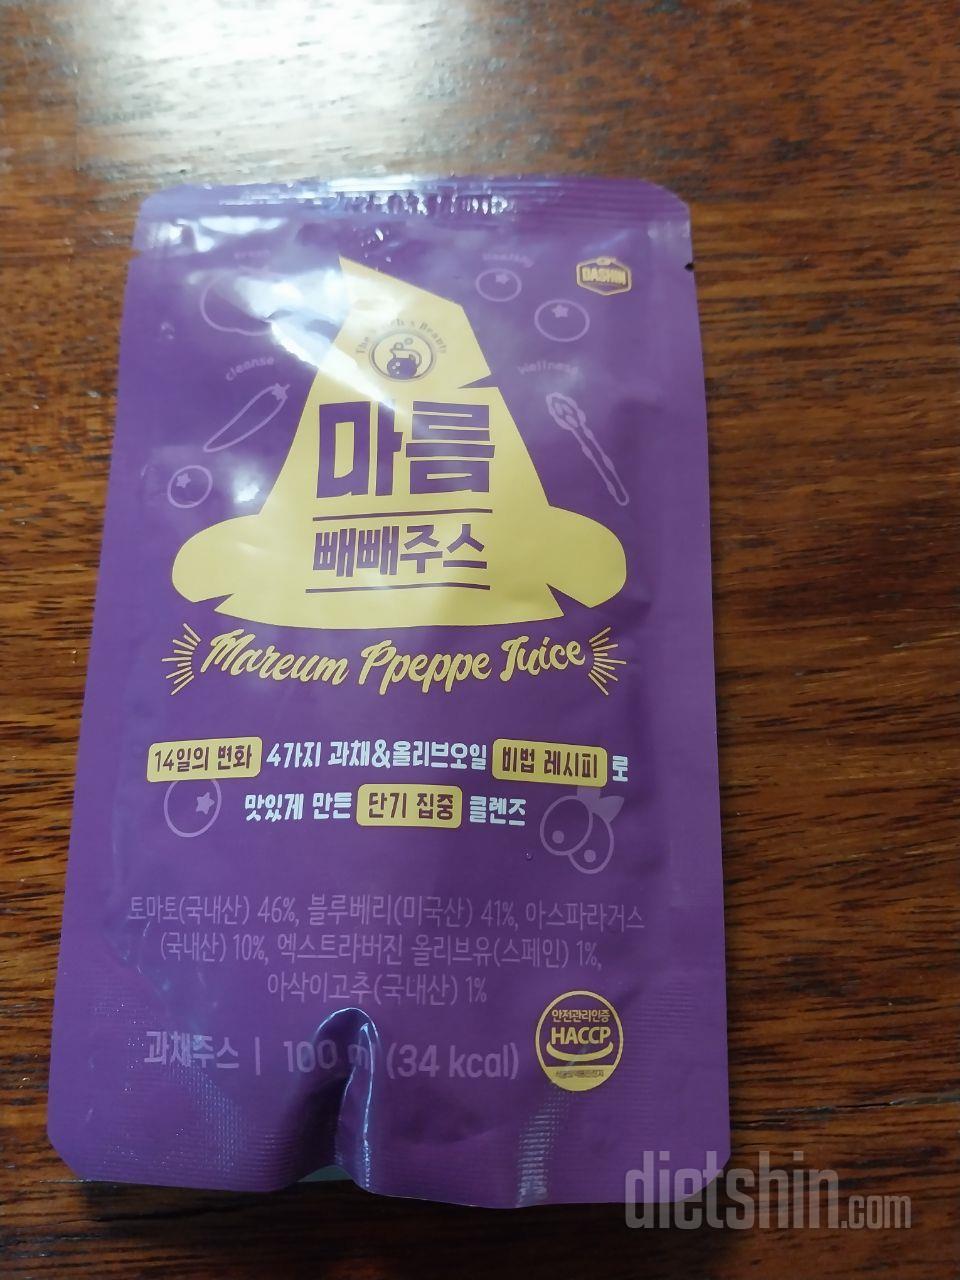 DASHIN
cleanse
wellness
Beauty
마름
빼빼주스
Mareum Ppeppe Juice
14일의 변화 4가지 과채&올리브오일 비법 레시피로
맛있게 만든 단기 집중 클렌즈
토마토(국내산) 46%, 블루베리(미국산) 41%, 아스파라거스
(국내산) 10%, 엑스트라버진 올리브유(스페인) 1%,
아삭이고추(국내산) 1%
안전관리인증
HACCP
과채주스 | 100 ml (34 kcal)
dietshin.com